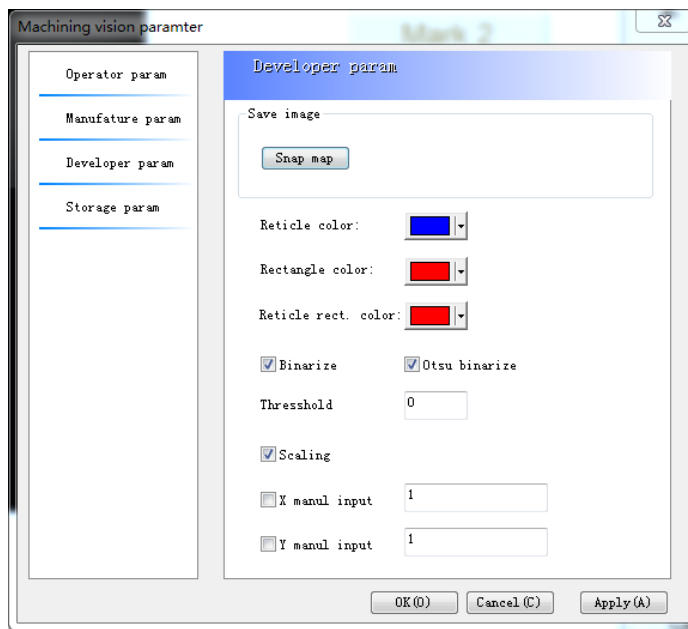 Machining vision paramter
Mark 2
Operator param
Manufature param
Developer param
Storage param
Developer param
Save image
Snap map
Reticle color:
Rectangle color:
Reticle rect. color:
Binarize
Otsu binarize
Thresshold
0
Scaling
X manul input
1
Y manul input
1
OK(O)
Cancel(C)
Apply(A)